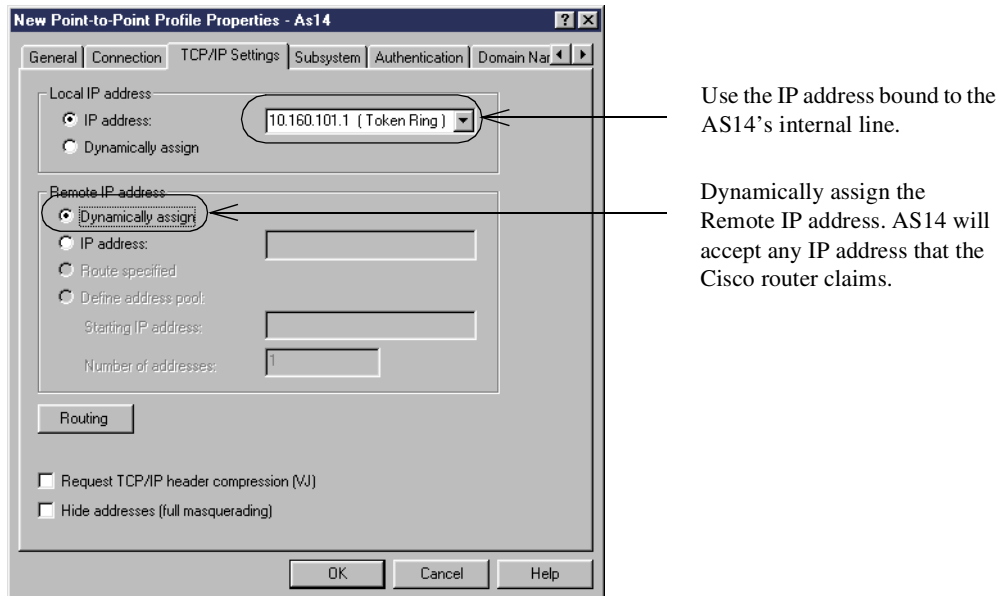 New Point-to-Point Profile Properties - As14
General Connection TCP/IP Settings Subsystem Authentication Domain Nar
Local IP address
IP address: 10.160.101.1 ( Token Ring )
Dynamically assign
Remote IP address
Dynamically assign
IP address:
Route specified
Define address pool:
Starting IP address:
Number of addresses: 1
Routing
Request TCP/IP header compression (VJ)
Hide addresses (full masquerading)
OK Cancel Help
Use the IP address bound to the
AS14’s internal line.
Dynamically assign the
Remote IP address. AS14 will
accept any IP address that the
Cisco router claims.